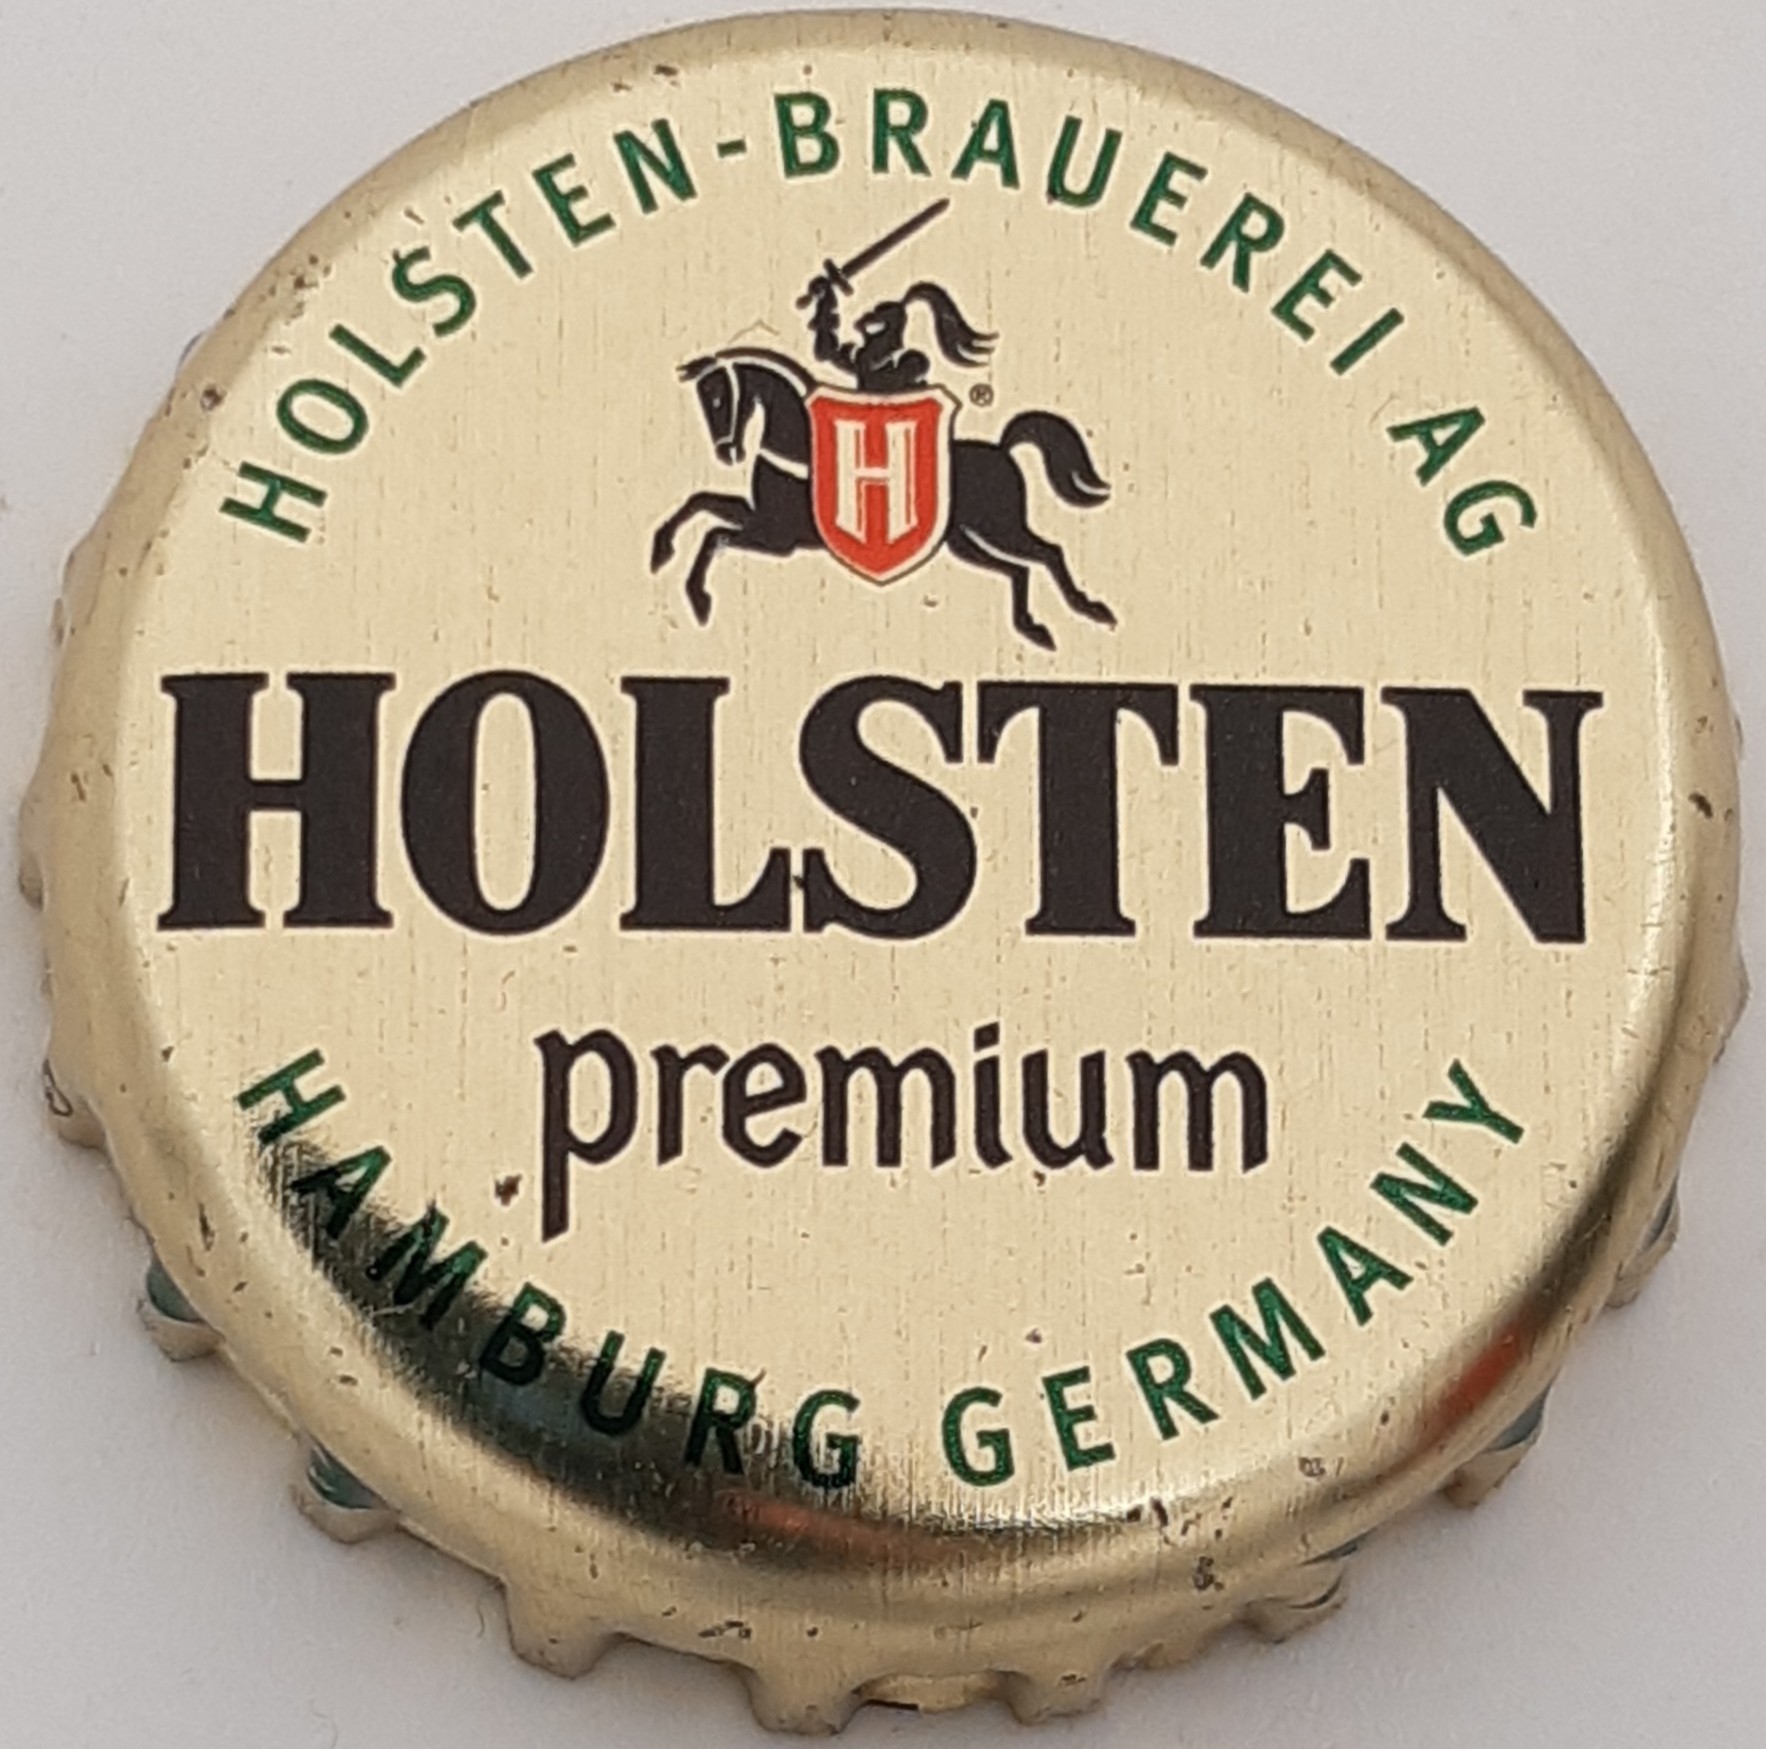 HOLSTEN-BRAUEREI AG
®
H
HOLSTEN
premium
HAMBURG GERMANY